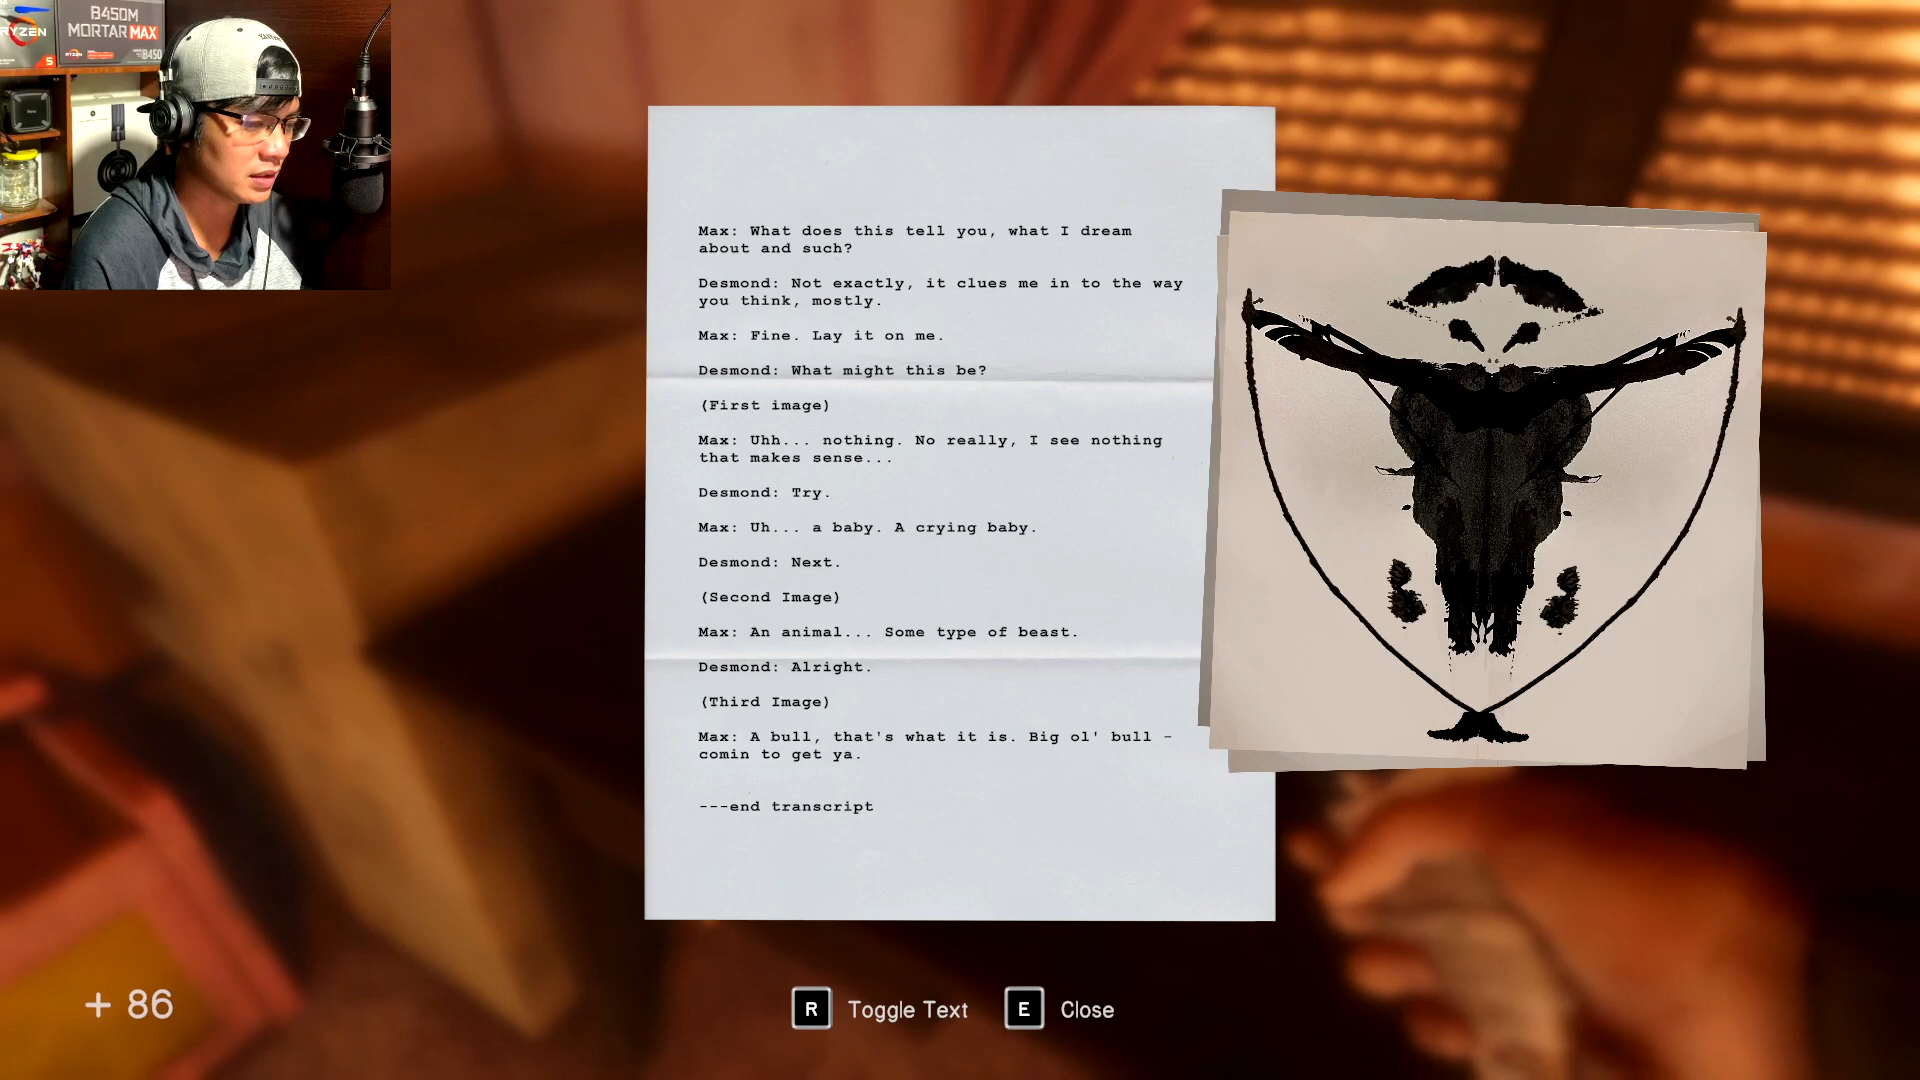 RYZEN
5
B450M
MORTAR MAX
RYZEN
B450
Max: What does this tell you, what I dream
about and such?
Desmond: Not exactly, it clues me in to the way
you think, mostly.
Max: Fine. Lay it on me.
Desmond: What might this be?
(First image)
Max: Uhh... nothing. No really, I see nothing
that makes sense...
Desmond: Try.
Max: Uh... a baby. A crying baby.
Desmond: Next.
(Second Image)
Max: An animal... Some type of beast.
Desmond: Alright.
(Third Image)
Max: A bull, that's what it is. Big ol' bull -
comin to get ya.
---end transcript
+ 86
R Toggle Text E Close